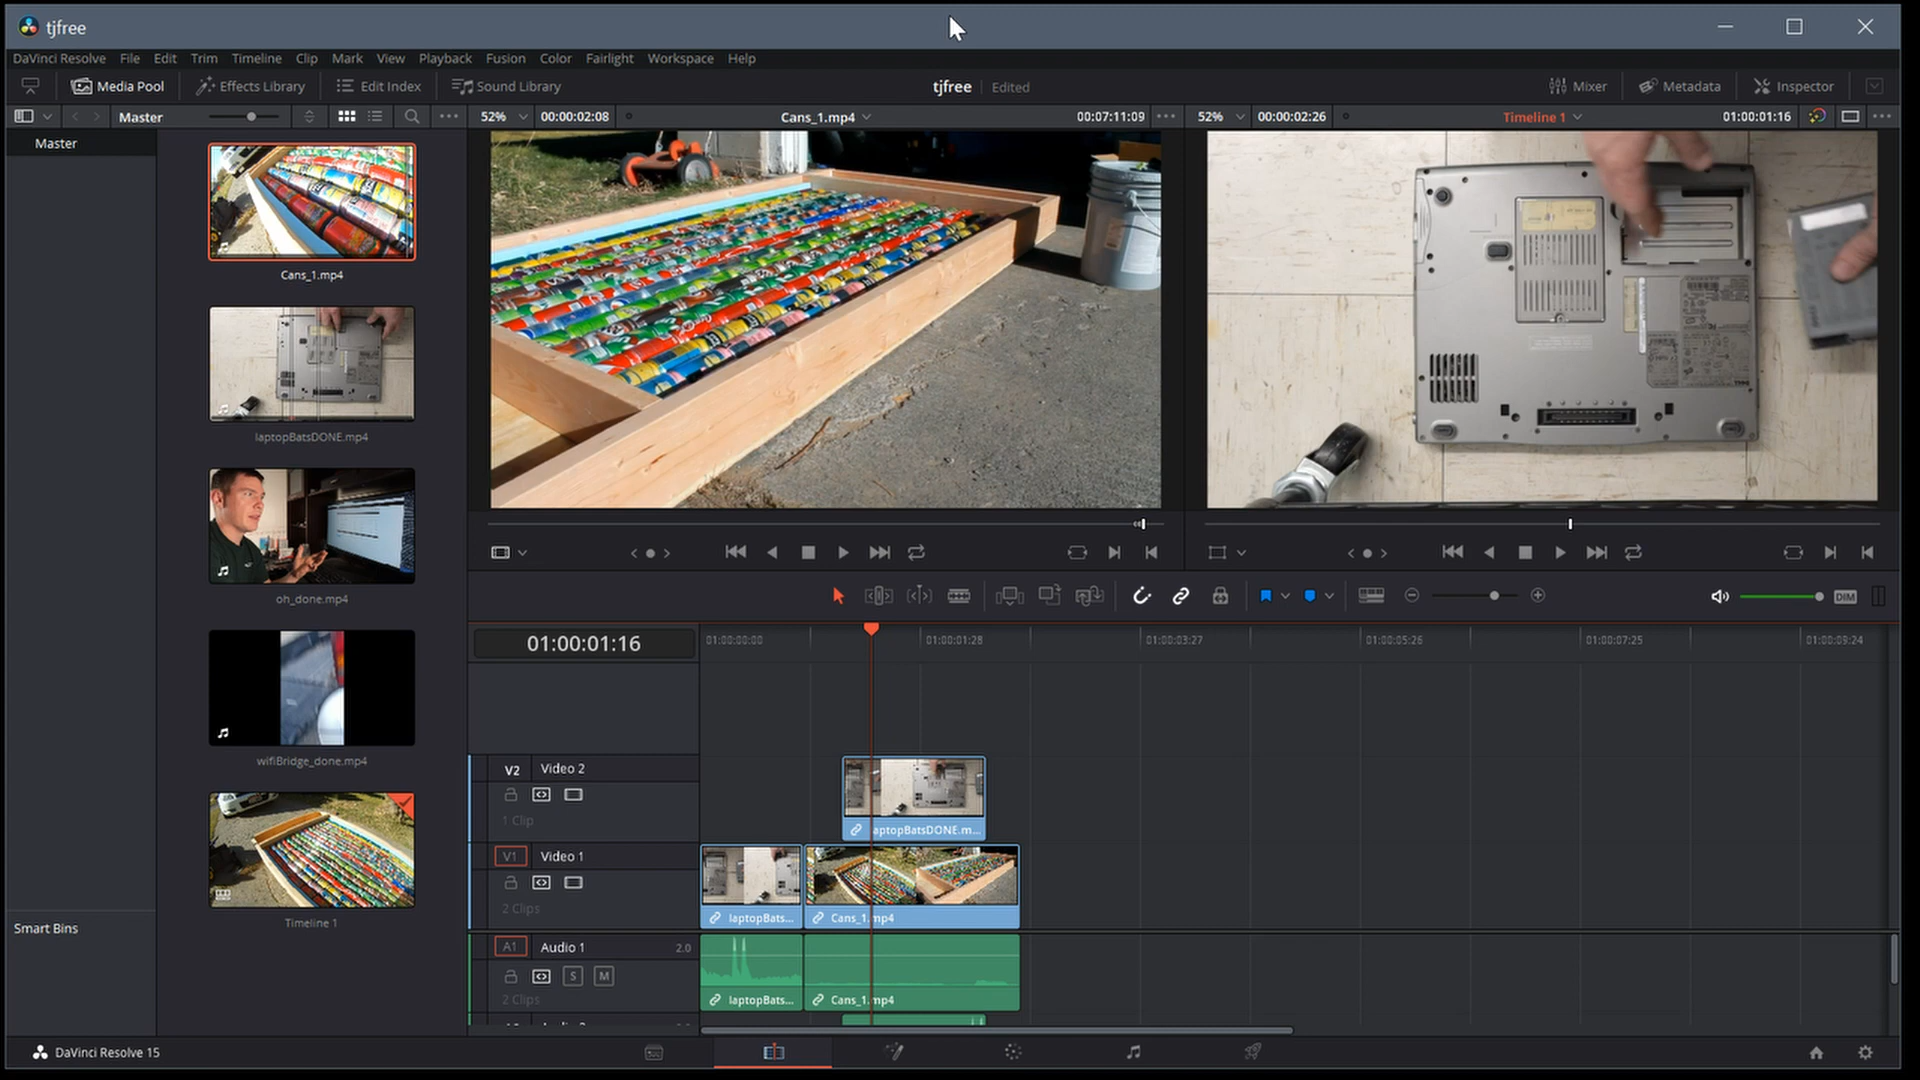 tjfree
DaVinci Resolve File Edit Trim Timeline Clip Mark View Playback Fusion Color Fairlight Workspace Help
Media Pool Effects Library Edit Index Sound Library tjfree Edited Mixer Metadata Inspector
Master 52% 00:00:02:08 Cans_1.mp4 00:07:11:09 52% 00:00:02:26 Timeline 1 01:00:01:16
Master
Cans_1.mp4
laptopBatsDONE.mp4
oh_done.mp4
wifiBridge_done.mp4
Timeline 1
Smart Bins
DIM
01:00:01:16 01:00:00:00 01:00:01:28 01:00:03:27 01:00:05:26 01:00:07:25 01:00:09:24
V2 Video 2
1 Clip
aptopBatsDONE.m...
V1 Video 1
2 Clips
laptopBats... Cans_1.mp4
A1 Audio 1 2.0
S M
2 Clips
laptopBats... Cans_1.mp4
DaVinci Resolve 15